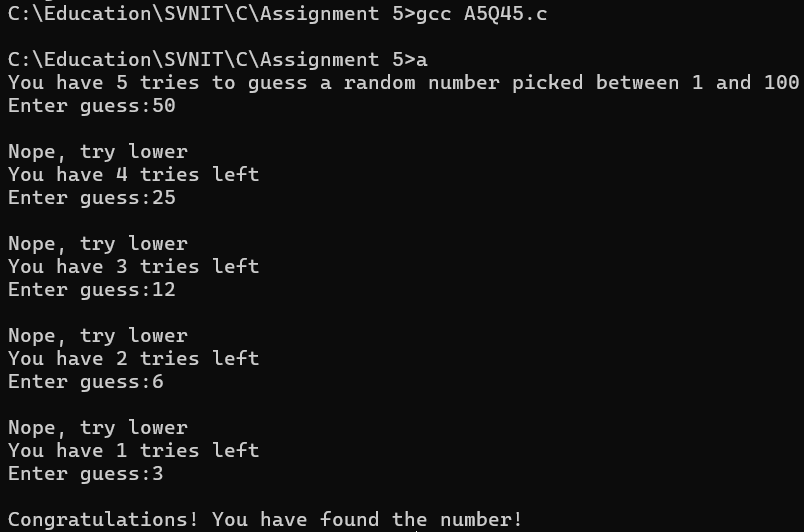 C:\Education\SVNIT\C\Assignment 5>gcc A5Q45.c
C:\Education\SVNIT\C\Assignment 5>a
You have 5 tries to guess a random number picked between 1 and 100
Enter guess:50
Nope, try lower
You have 4 tries left
Enter guess:25
Nope, try lower
You have 3 tries left
Enter guess:12
Nope, try lower
You have 2 tries left
Enter guess:6
Nope, try lower
You have 1 tries left
Enter guess:3
Congratulations! You have found the number!